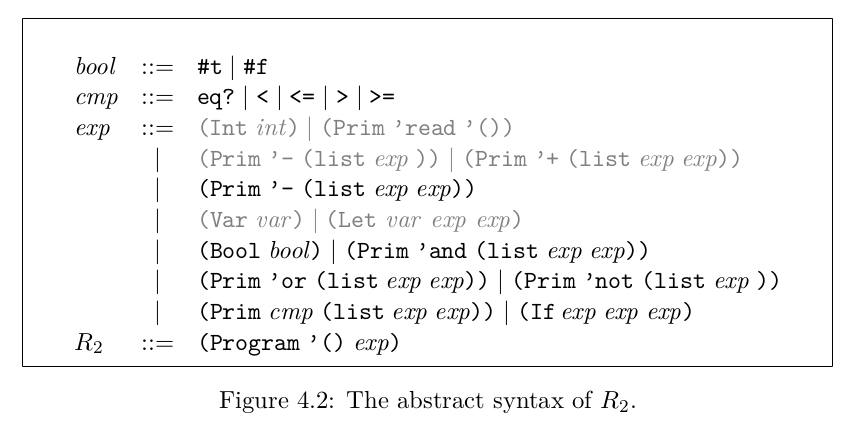 bool ::= #t | #f
cmp ::= eq? | < | <= | > | >=
exp ::= (Int int) | (Prim ’read ’())
| (Prim ’- (list exp )) | (Prim ’+ (list exp exp))
| (Prim ’- (list exp exp))
| (Var var) | (Let var exp exp)
| (Bool bool) | (Prim ’and (list exp exp))
| (Prim ’or (list exp exp)) | (Prim ’not (list exp ))
| (Prim cmp (list exp exp)) | (If exp exp exp)
R₂ ::= (Program ’() exp)
Figure 4.2: The abstract syntax of R₂.